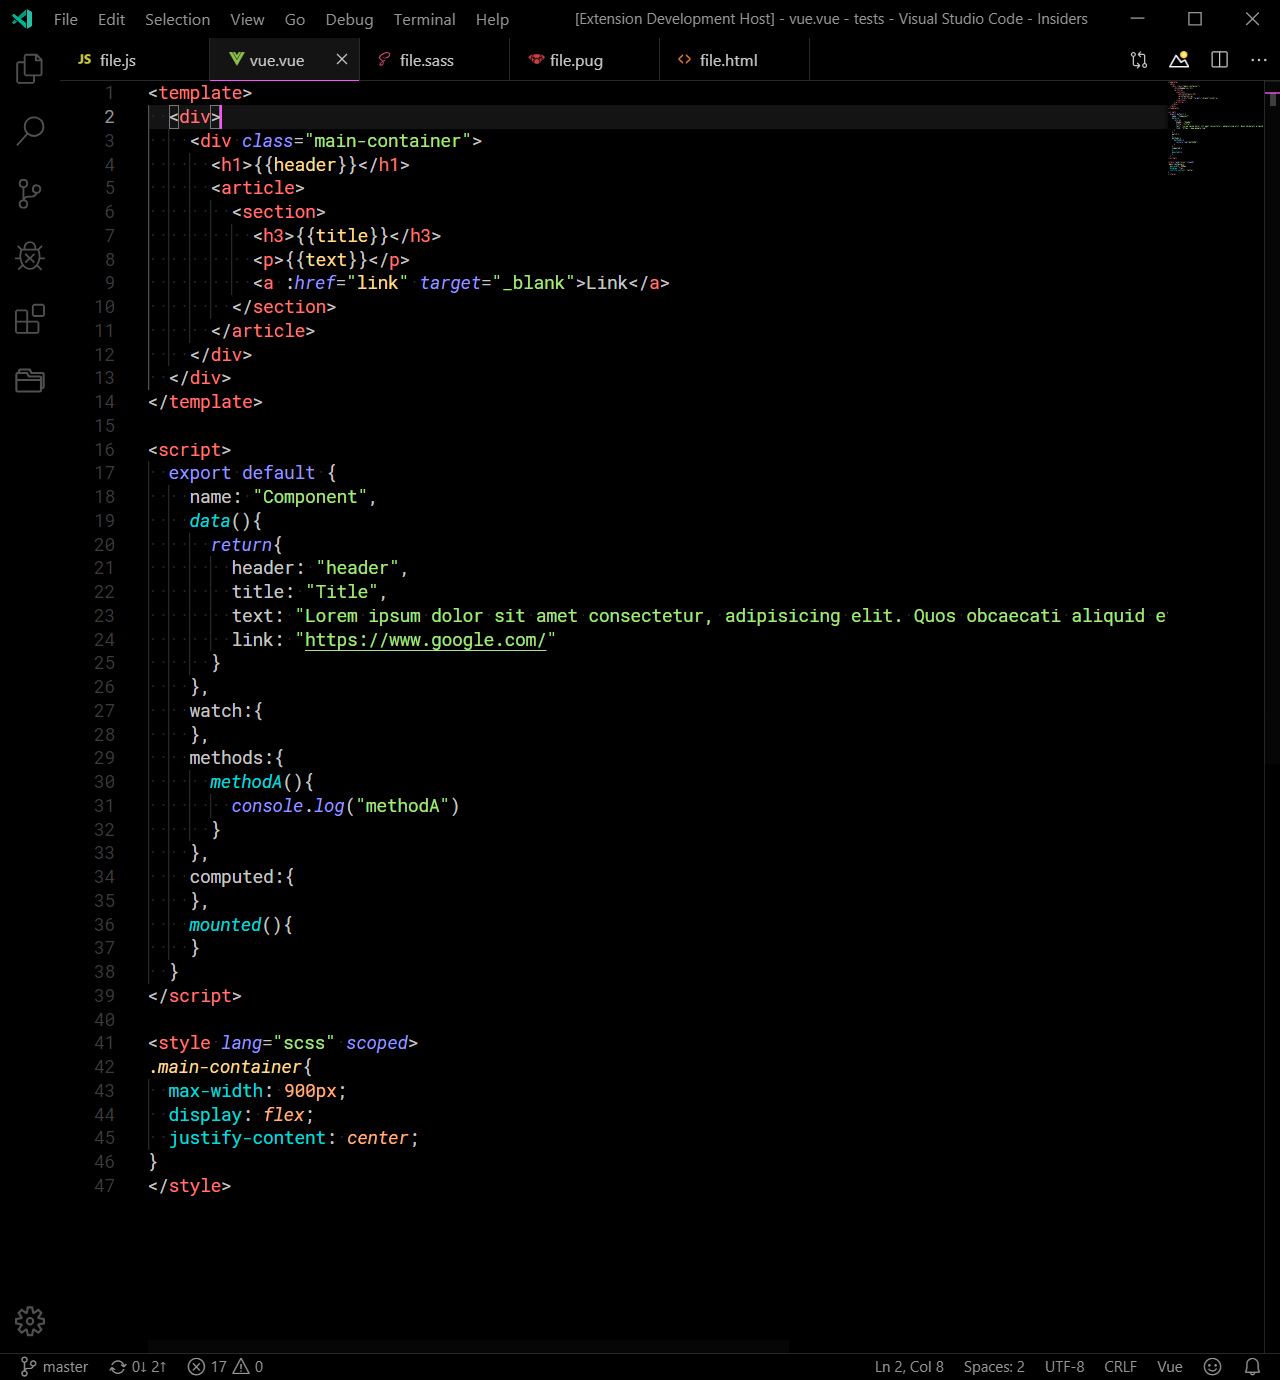 File Edit Selection View Go Debug Terminal Help [Extension Development Host] - vue.vue - tests - Visual Studio Code - Insiders
JS file.js vue.vue file.sass file.pug file.html
1 <template>
2 <div>
3 <div class="main-container">
4 <h1>{{header}}</h1>
5 <article>
6 <section>
7 <h3>{{title}}</h3>
8 <p>{{text}}</p>
9 <a :href="link" target="_blank">Link</a>
10 </section>
11 </article>
12 </div>
13 </div>
14 </template>
15
16 <script>
17 export default {
18 name: "Component",
19 data(){
20 return{
21 header: "header",
22 title: "Title",
23 text: "Lorem ipsum dolor sit amet consectetur, adipisicing elit. Quos obcaecati aliquid e
24 link: "https://www.google.com/"
25 }
26 },
27 watch:{
28 },
29 methods:{
30 methodA(){
31 console.log("methodA")
32 }
33 },
34 computed:{
35 },
36 mounted(){
37 }
38 }
39 </script>
40
41 <style lang="scss" scoped>
42 .main-container{
43 max-width: 900px;
44 display: flex;
45 justify-content: center;
46 }
47 </style>
master 0↓ 2↑ 17 0 Ln 2, Col 8 Spaces: 2 UTF-8 CRLF Vue